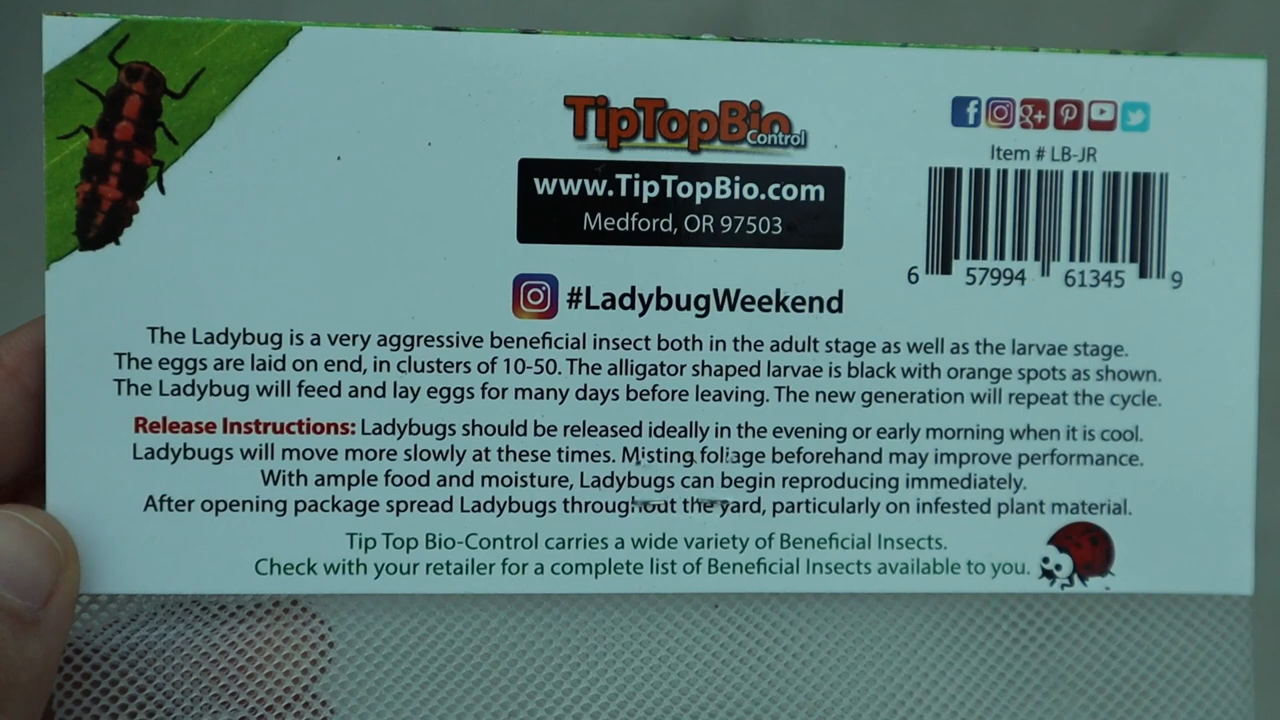 TipTopBio
Control
www.TipTopBio.com
Medford, OR 97503
Item # LB-JR
6 57994 61345 9
#LadybugWeekend
The Ladybug is a very aggressive beneficial insect both in the adult stage as well as the larvae stage.
The eggs are laid on end, in clusters of 10-50. The alligator shaped larvae is black with orange spots as shown.
The Ladybug will feed and lay eggs for many days before leaving. The new generation will repeat the cycle.
Release Instructions: Ladybugs should be released ideally in the evening or early morning when it is cool.
Ladybugs will move more slowly at these times. Misting foliage beforehand may improve performance.
With ample food and moisture, Ladybugs can begin reproducing immediately.
After opening package spread Ladybugs throughout the yard, particularly on infested plant material.
Tip Top Bio-Control carries a wide variety of Beneficial Insects.
Check with your retailer for a complete list of Beneficial Insects available to you.